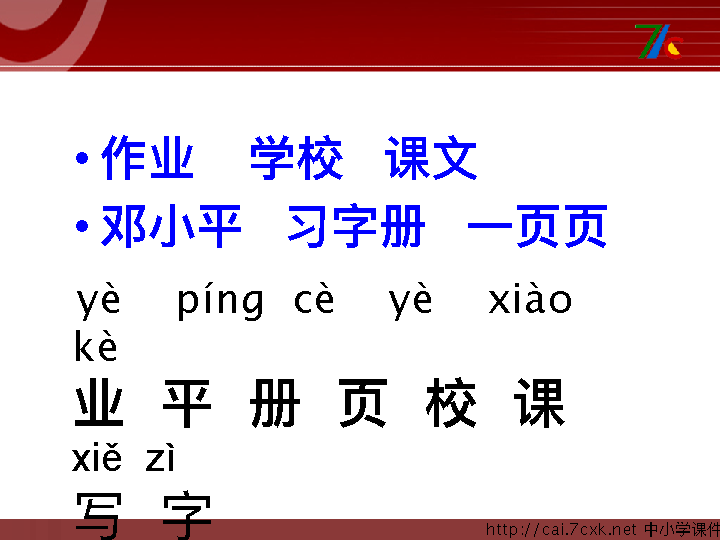 • 作业 学校 课文
• 邓小平 习字册 一页页
yè píng cè yè xiào
kè
业 平 册 页 校 课
xiě zì
写 字
http://cai.7cxk.net 中小学课件
7c